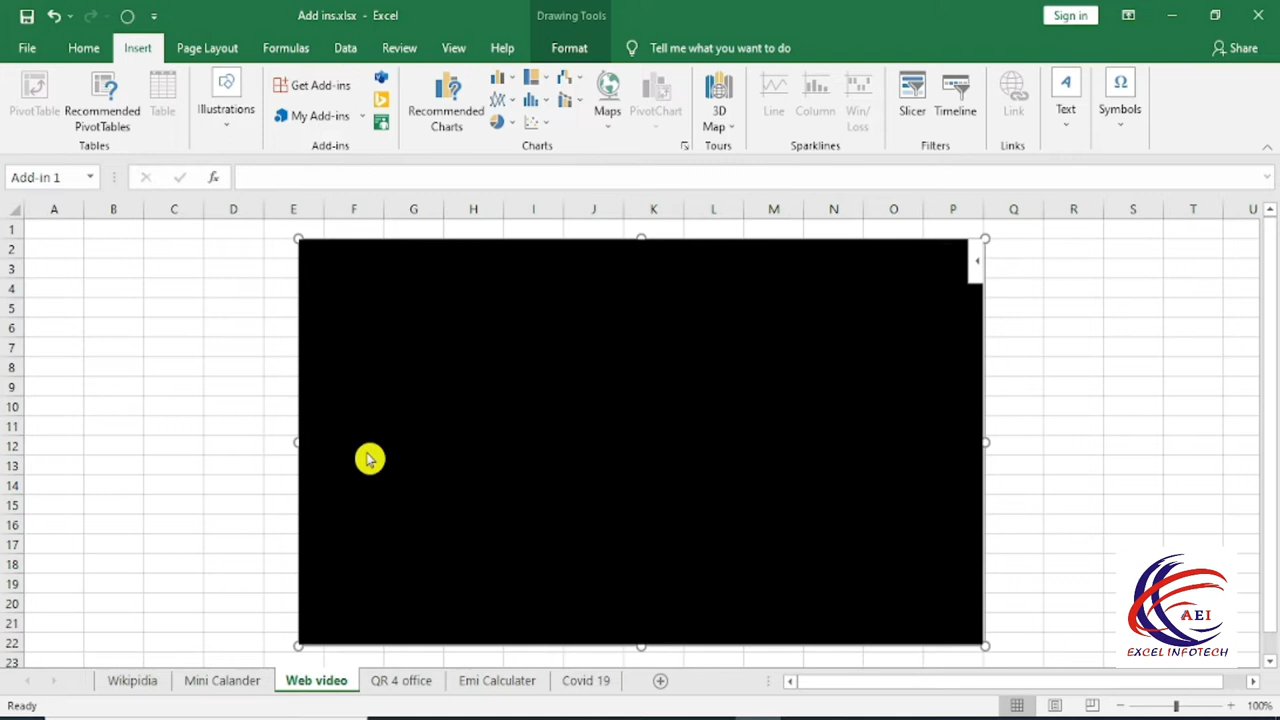 Add ins.xlsx - Excel
Drawing Tools
Sign in
File Home Insert Page Layout Formulas Data Review View Help Format Tell me what you want to do Share
PivotTable
Recommended PivotTables
Table
Tables
Illustrations
Get Add-ins
My Add-ins
Add-ins
Recommended Charts
Maps
PivotChart
Charts
3D Map
Tours
Line
Column
Win/Loss
Sparklines
Slicer
Timeline
Filters
Link
Links
A
Text
Ω
Symbols
Add-in 1
fx
A B C D E F G H I J K L M N O P Q R S T U
1
2
3
4
5
6
7
8
9
10
11
12
13
14
15
16
17
18
19
20
21
22
23
AEI
EXCEL INFOTECH
Wikipidia Mini Calander Web video QR 4 office Emi Calculater Covid 19
Ready
100%